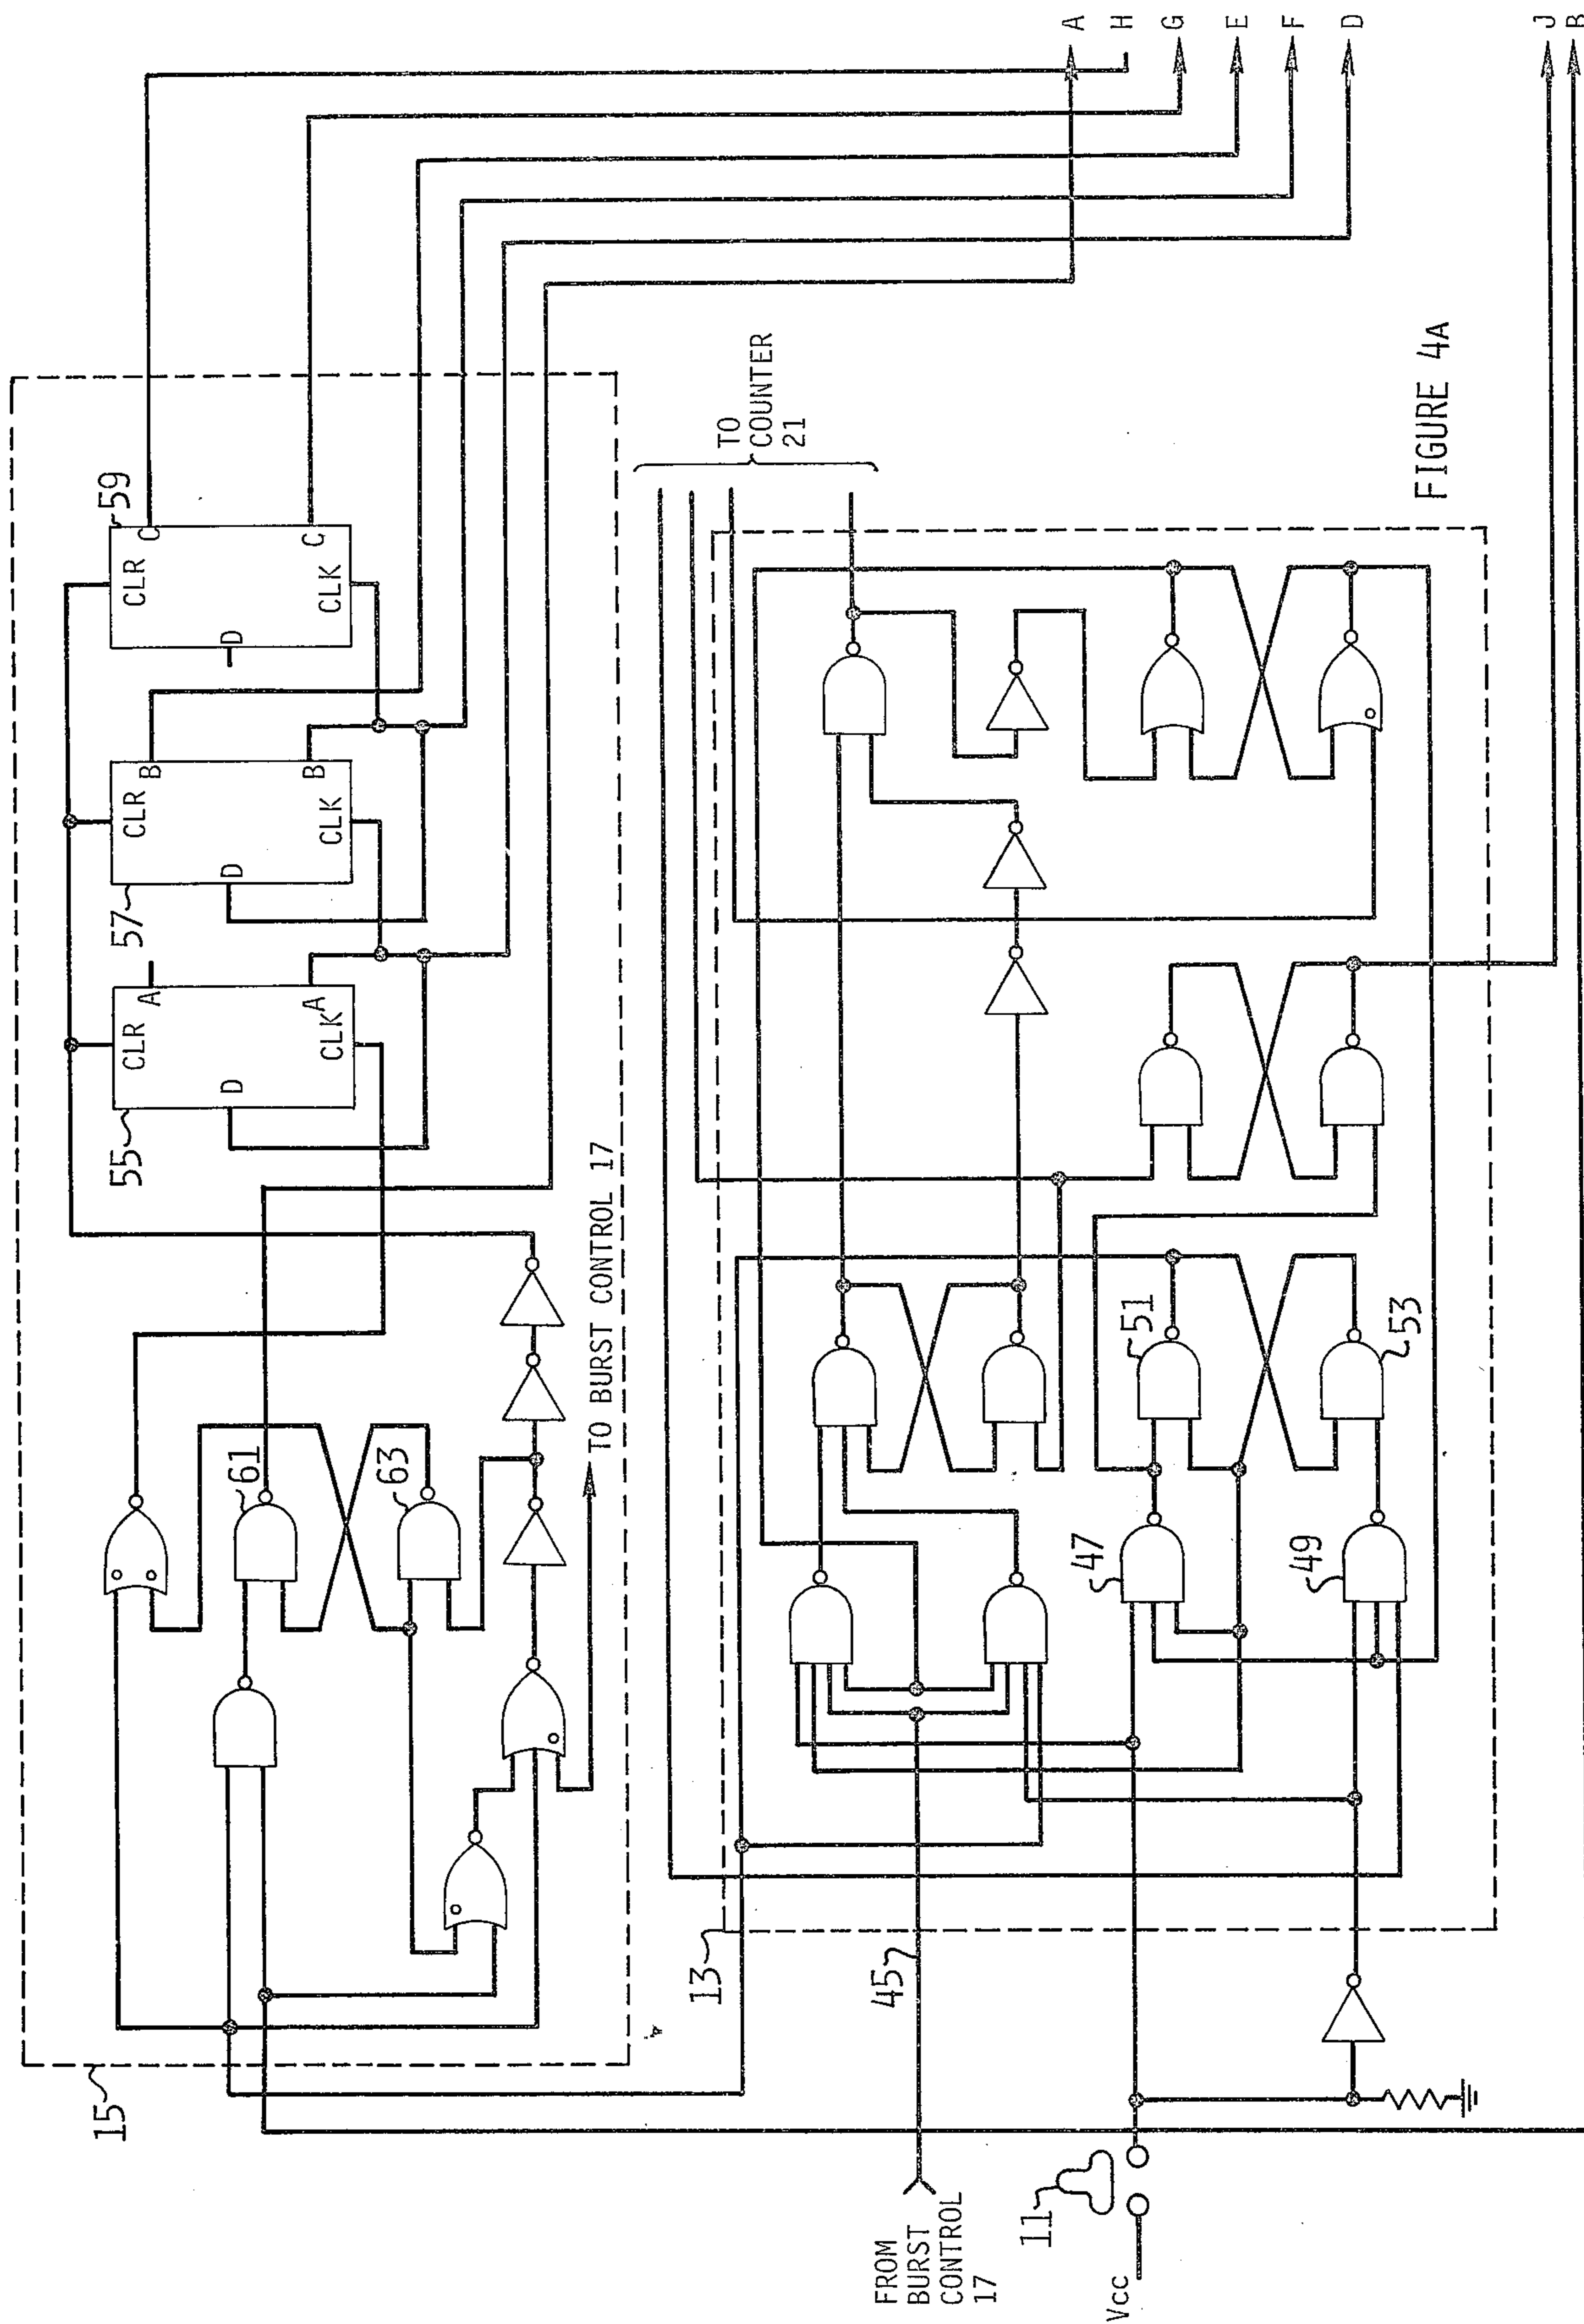 15
55
57
59
CLR
A
D
CLK
A
CLR
B
D
B
CLK
CLR
C
D
C
CLK
61
63
TO BURST CONTROL 17
TO
COUNTER
21
13
45
FROM
BURST
CONTROL
17
11
Vcc
47
49
51
53
FIGURE 4A
A
H
G
E
F
D
J
B